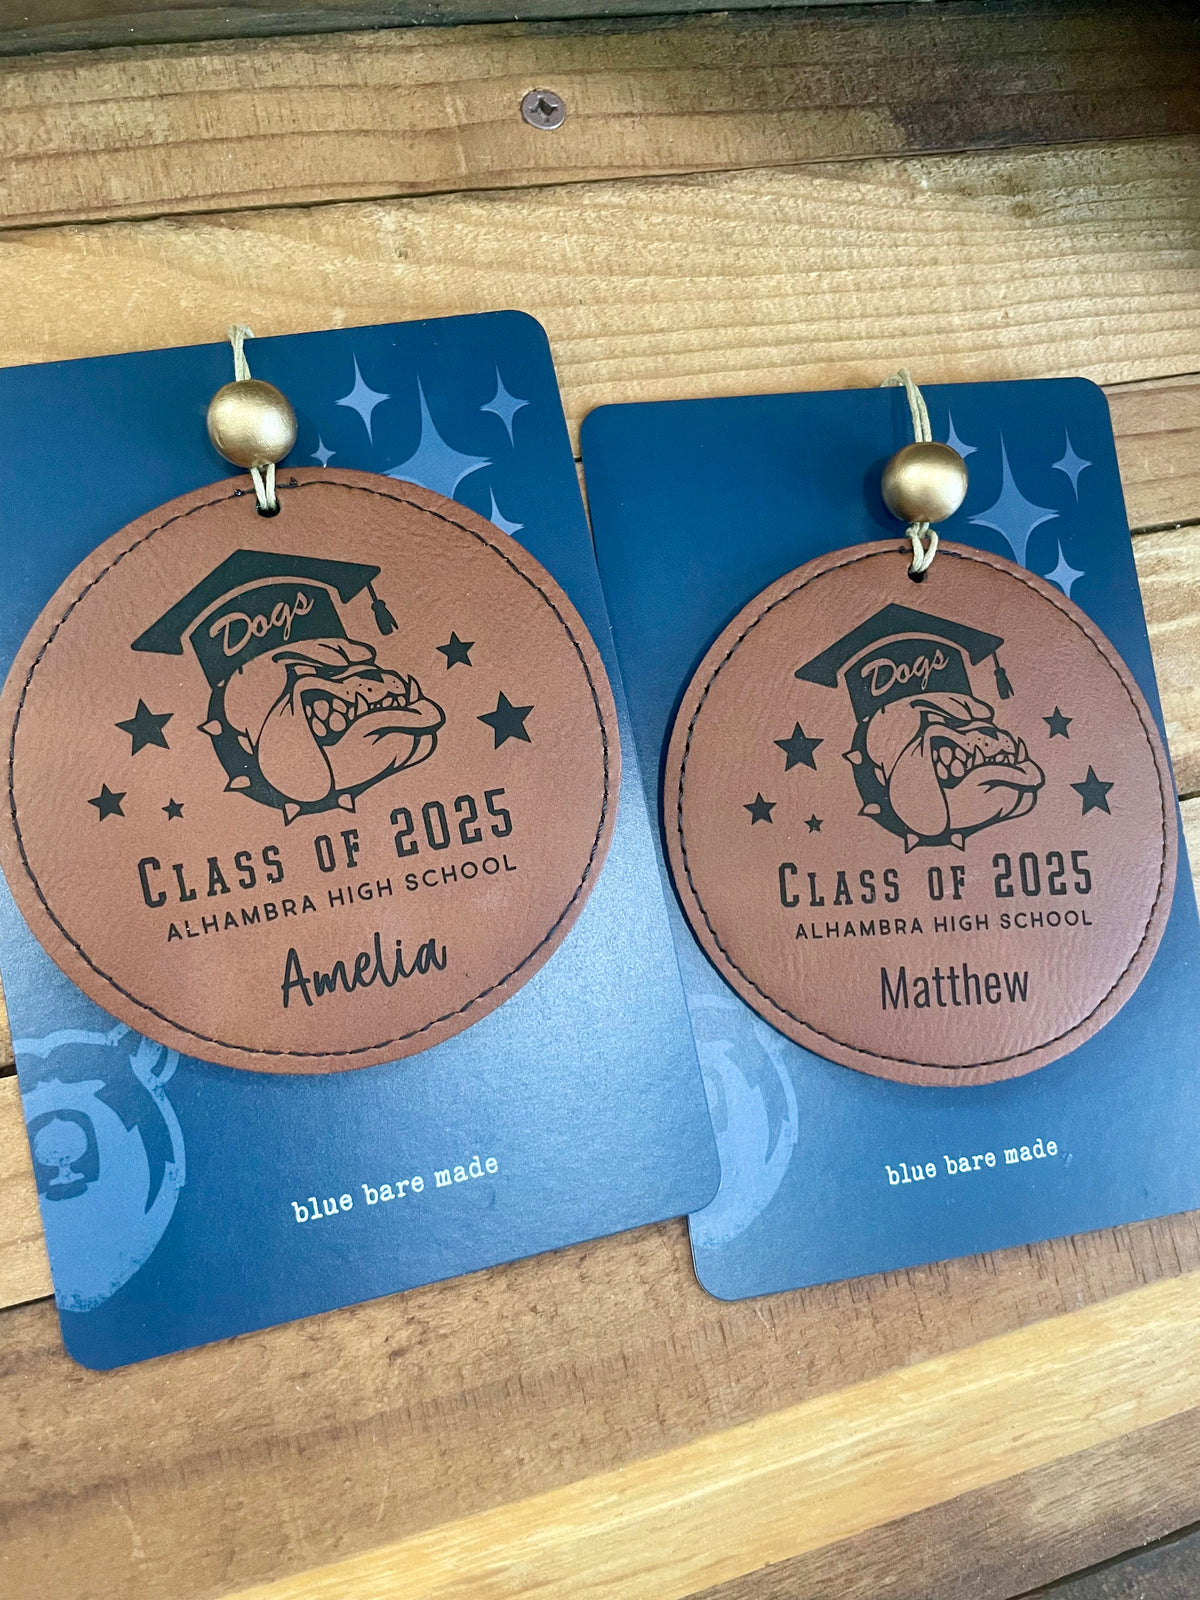 Dogs
Class of 2025
ALHAMBRA HIGH SCHOOL
Amelia
blue bare made
Dogs
Class of 2025
ALHAMBRA HIGH SCHOOL
Matthew
blue bare made